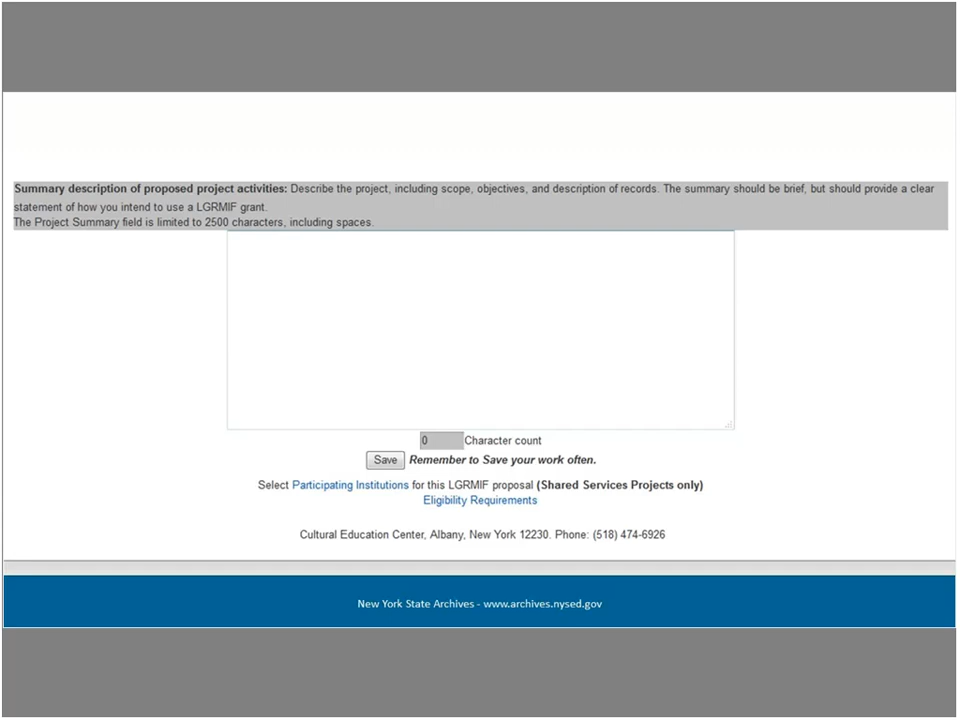 Summary description of proposed project activities: Describe the project, including scope, objectives, and description of records. The summary should be brief, but should provide a clear
statement of how you intend to use a LGRMIF grant.
The Project Summary field is limited to 2500 characters, including spaces.
0 Character count
Save Remember to Save your work often.
Select Participating Institutions for this LGRMIF proposal (Shared Services Projects only)
Eligibility Requirements
Cultural Education Center, Albany, New York 12230. Phone: (518) 474-6926
New York State Archives - www.archives.nysed.gov